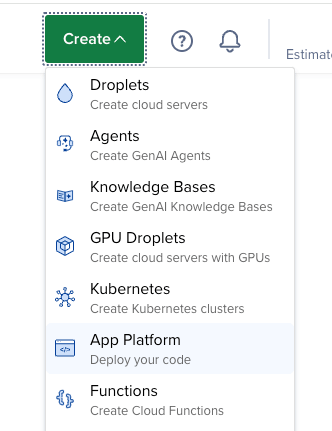 Create
Estimat
Droplets
Create cloud servers
Agents
Create GenAI Agents
Knowledge Bases
Create GenAI Knowledge Bases
GPU Droplets
Create cloud servers with GPUs
Kubernetes
Create Kubernetes clusters
App Platform
Deploy your code
Functions
Create Cloud Functions